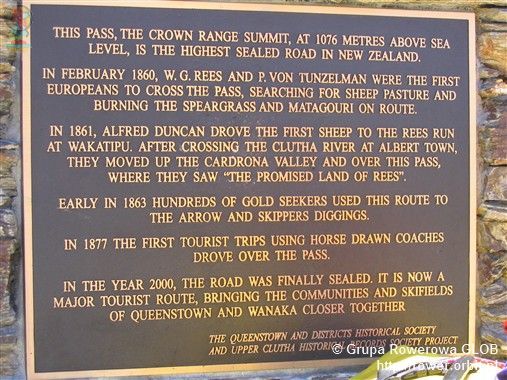 THIS PASS, THE CROWN RANGE SUMMIT, AT 1076 METRES ABOVE SEA
LEVEL, IS THE HIGHEST SEALED ROAD IN NEW ZEALAND.
IN FEBRUARY 1860, W. G. REES AND P. VON TUNZELMAN WERE THE FIRST
EUROPEANS TO CROSS THE PASS, SEARCHING FOR SHEEP PASTURE AND
BURNING THE SPEARGRASS AND MATAGOURI ON ROUTE.
IN 1861, ALFRED DUNCAN DROVE THE FIRST SHEEP TO THE REES RUN
AT WAKATIPU. AFTER CROSSING THE CLUTHA RIVER AT ALBERT TOWN,
THEY MOVED UP THE CARDRONA VALLEY AND OVER THIS PASS,
WHERE THEY SAW "THE PROMISED LAND OF REES".
EARLY IN 1863 HUNDREDS OF GOLD SEEKERS USED THIS ROUTE TO
THE ARROW AND SKIPPERS DIGGINGS.
IN 1877 THE FIRST TOURIST TRIPS USING HORSE DRAWN COACHES
DROVE OVER THE PASS.
IN THE YEAR 2000, THE ROAD WAS FINALLY SEALED. IT IS NOW A
MAJOR TOURIST ROUTE, BRINGING THE COMMUNITIES AND SKIFIELDS
OF QUEENSTOWN AND WANAKA CLOSER TOGETHER
THE QUEENSTOWN AND DISTRICTS HISTORICAL SOCIETY
AND UPPER CLUTHA HISTORICAL RECORDS SOCIETY PROJECT
© Grupa Rowerowa GLOB
http://rower.orbit.pl